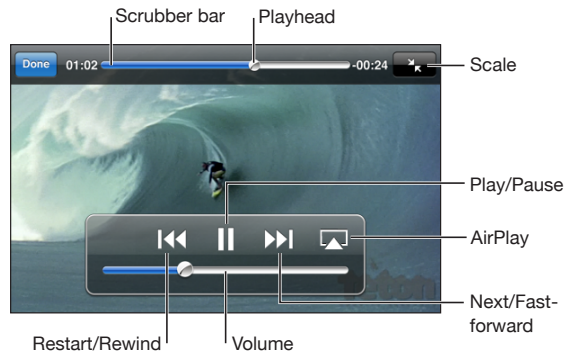 Scrubber bar
Playhead
Done
01:02
-00:24
Scale
Play/Pause
AirPlay
Next/Fast-
forward
Restart/Rewind
Volume